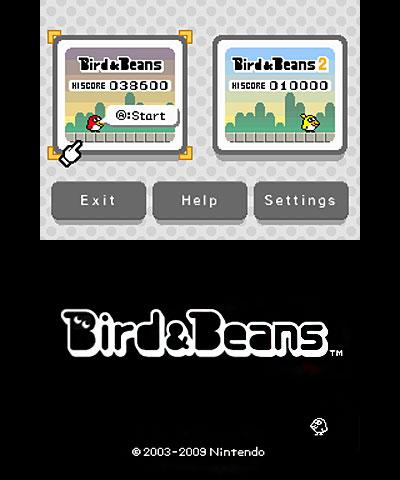 Bird&Beans
HISCORE 038600
Ⓐ:Start
Bird&Beans 2
HISCORE 010000
Exit
Help
Settings
Bird&Beans™
© 2003-2009 Nintendo